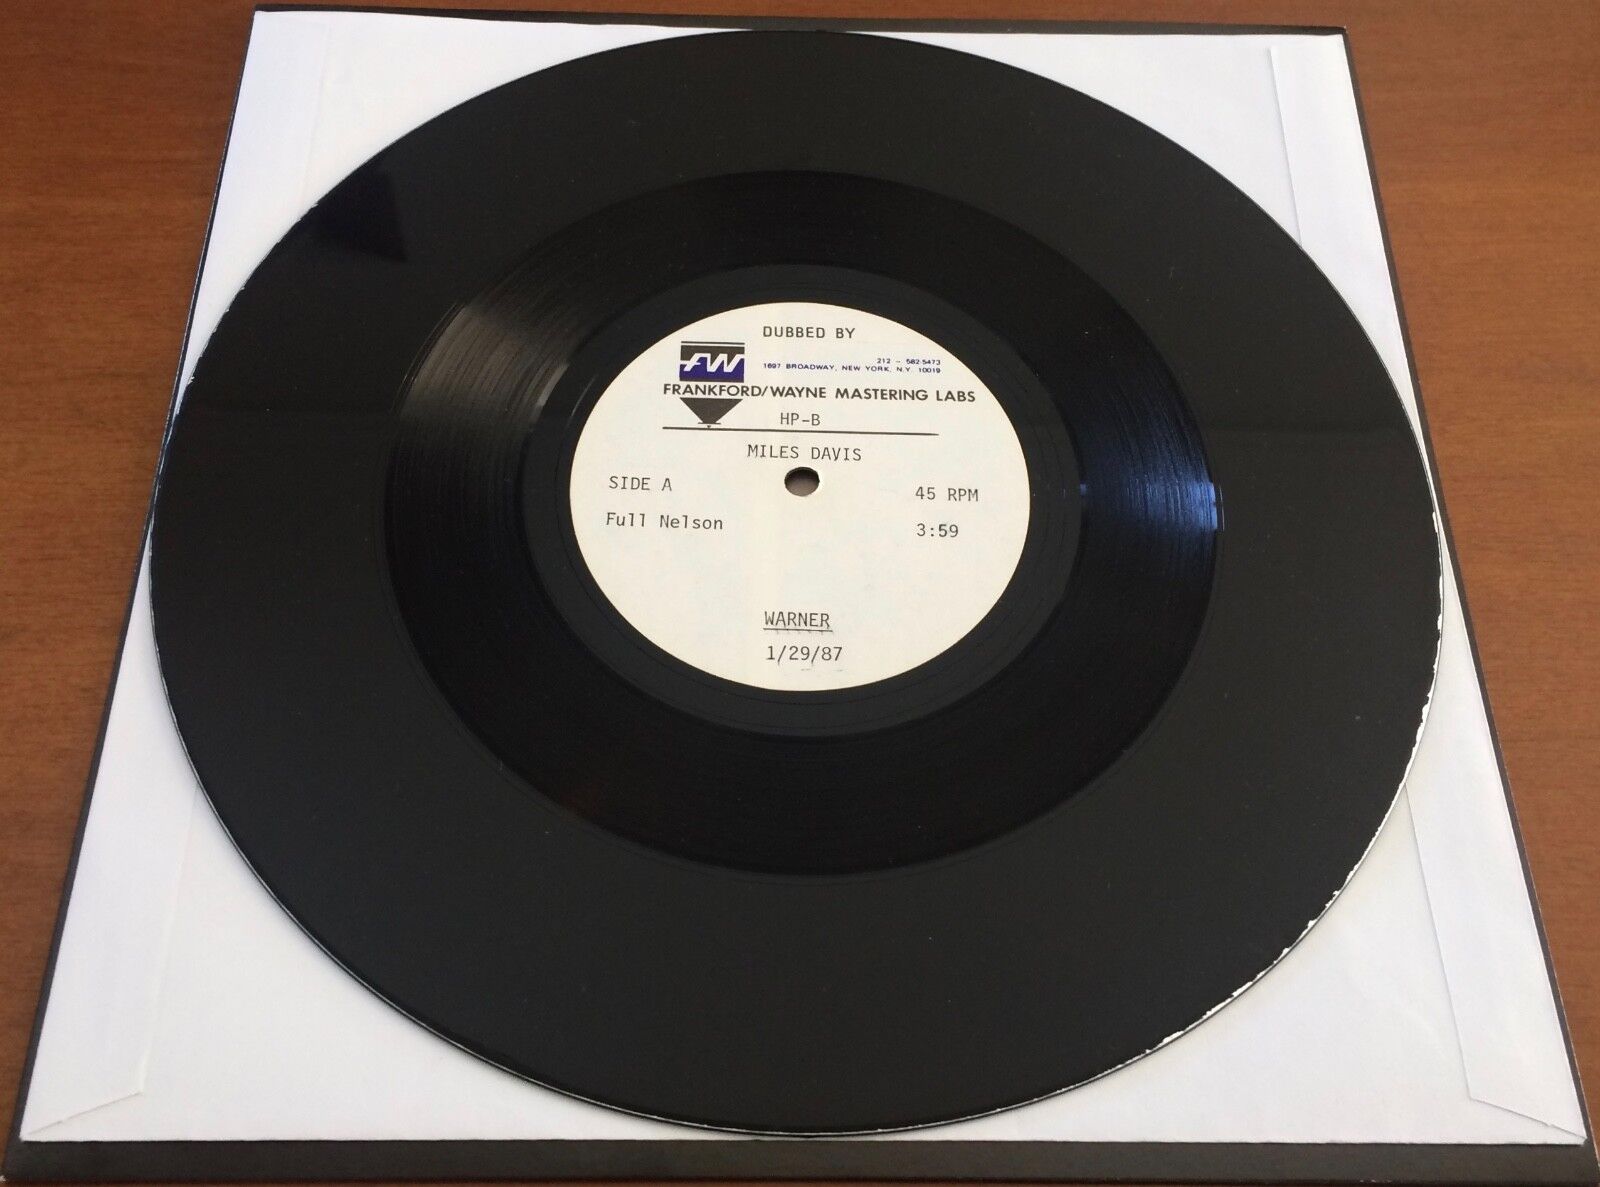 DUBBED BY
FW
212 - 582-5473
1697 BROADWAY, NEW YORK, N.Y. 10019
FRANKFORD/WAYNE MASTERING LABS
HP-B
MILES DAVIS
SIDE A
45 RPM
Full Nelson
3:59
WARNER
1/29/87